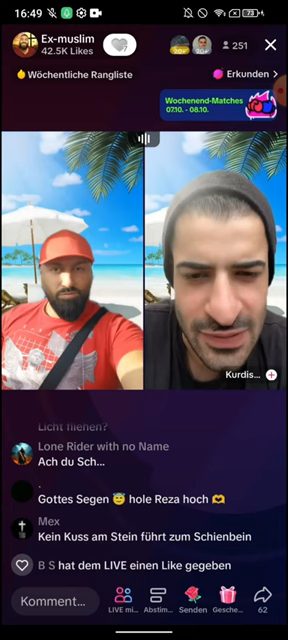 16:49
73
Ex-muslim
42.5K Likes
251
Wöchentliche Rangliste
Erkunden >
Wochenend-Matches
07.10. - 08.10.
Kurdis...
Licht fliehen?
Lone Rider with no Name
Ach du Sch...
.
Gottes Segen 😇 hole Reza hoch 🫶
Mex
Kein Kuss am Stein führt zum Schienbein
B S hat dem LIVE einen Like gegeben
Komment...
LIVE mi...
Abstim...
Senden
Gesche...
62